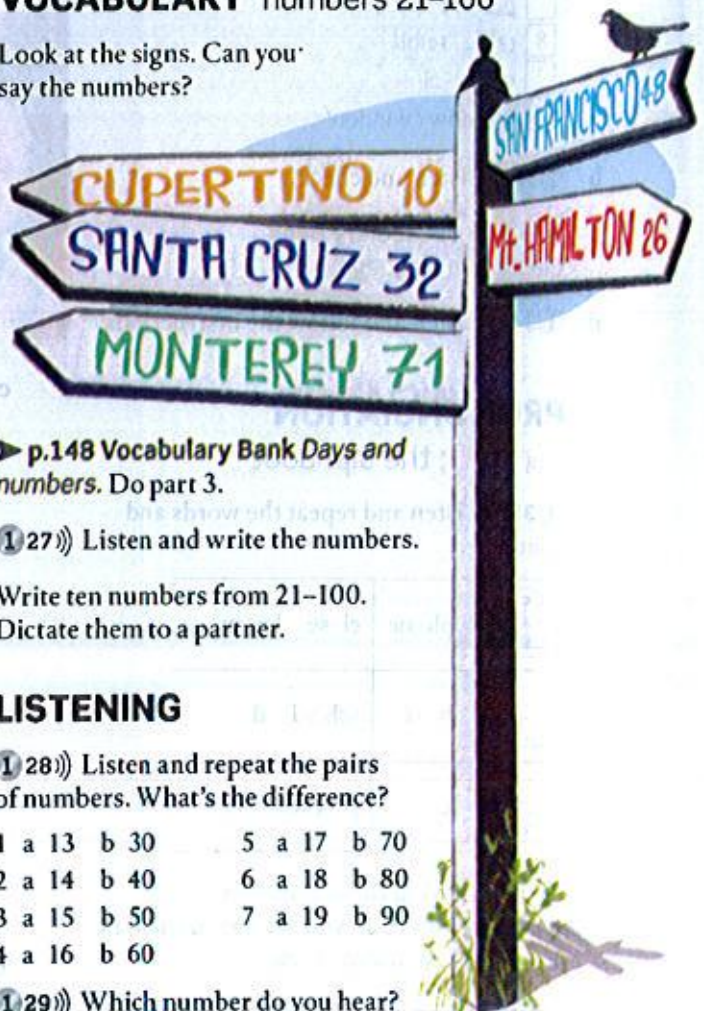 VOCABULARY numbers 21–100
Look at the signs. Can you
say the numbers?
SAN FRANCISCO 48
CUPERTINO 10
SANTA CRUZ 32
Mt. HAMILTON 26
MONTEREY 71
p.148 Vocabulary Bank Days and
numbers. Do part 3.
1 27))) Listen and write the numbers.
Write ten numbers from 21–100.
Dictate them to a partner.
LISTENING
1 28))) Listen and repeat the pairs
of numbers. What's the difference?
1 a 13 b 30 5 a 17 b 70
2 a 14 b 40 6 a 18 b 80
3 a 15 b 50 7 a 19 b 90
4 a 16 b 60
1 29))) Which number do you hear?